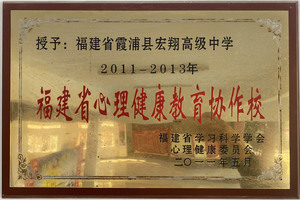 授予：福建省霞浦县宏翔高级中学
2011-2013年
福建省心理健康教育协作校
福建省学习科学学会
心理健康委员会
二〇一一年五月